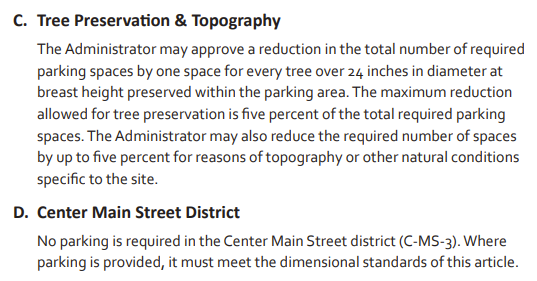 C. Tree Preservation & Topography
The Administrator may approve a reduction in the total number of required
parking spaces by one space for every tree over 24 inches in diameter at
breast height preserved within the parking area. The maximum reduction
allowed for tree preservation is five percent of the total required parking
spaces. The Administrator may also reduce the required number of spaces
by up to five percent for reasons of topography or other natural conditions
specific to the site.
D. Center Main Street District
No parking is required in the Center Main Street district (C-MS-3). Where
parking is provided, it must meet the dimensional standards of this article.